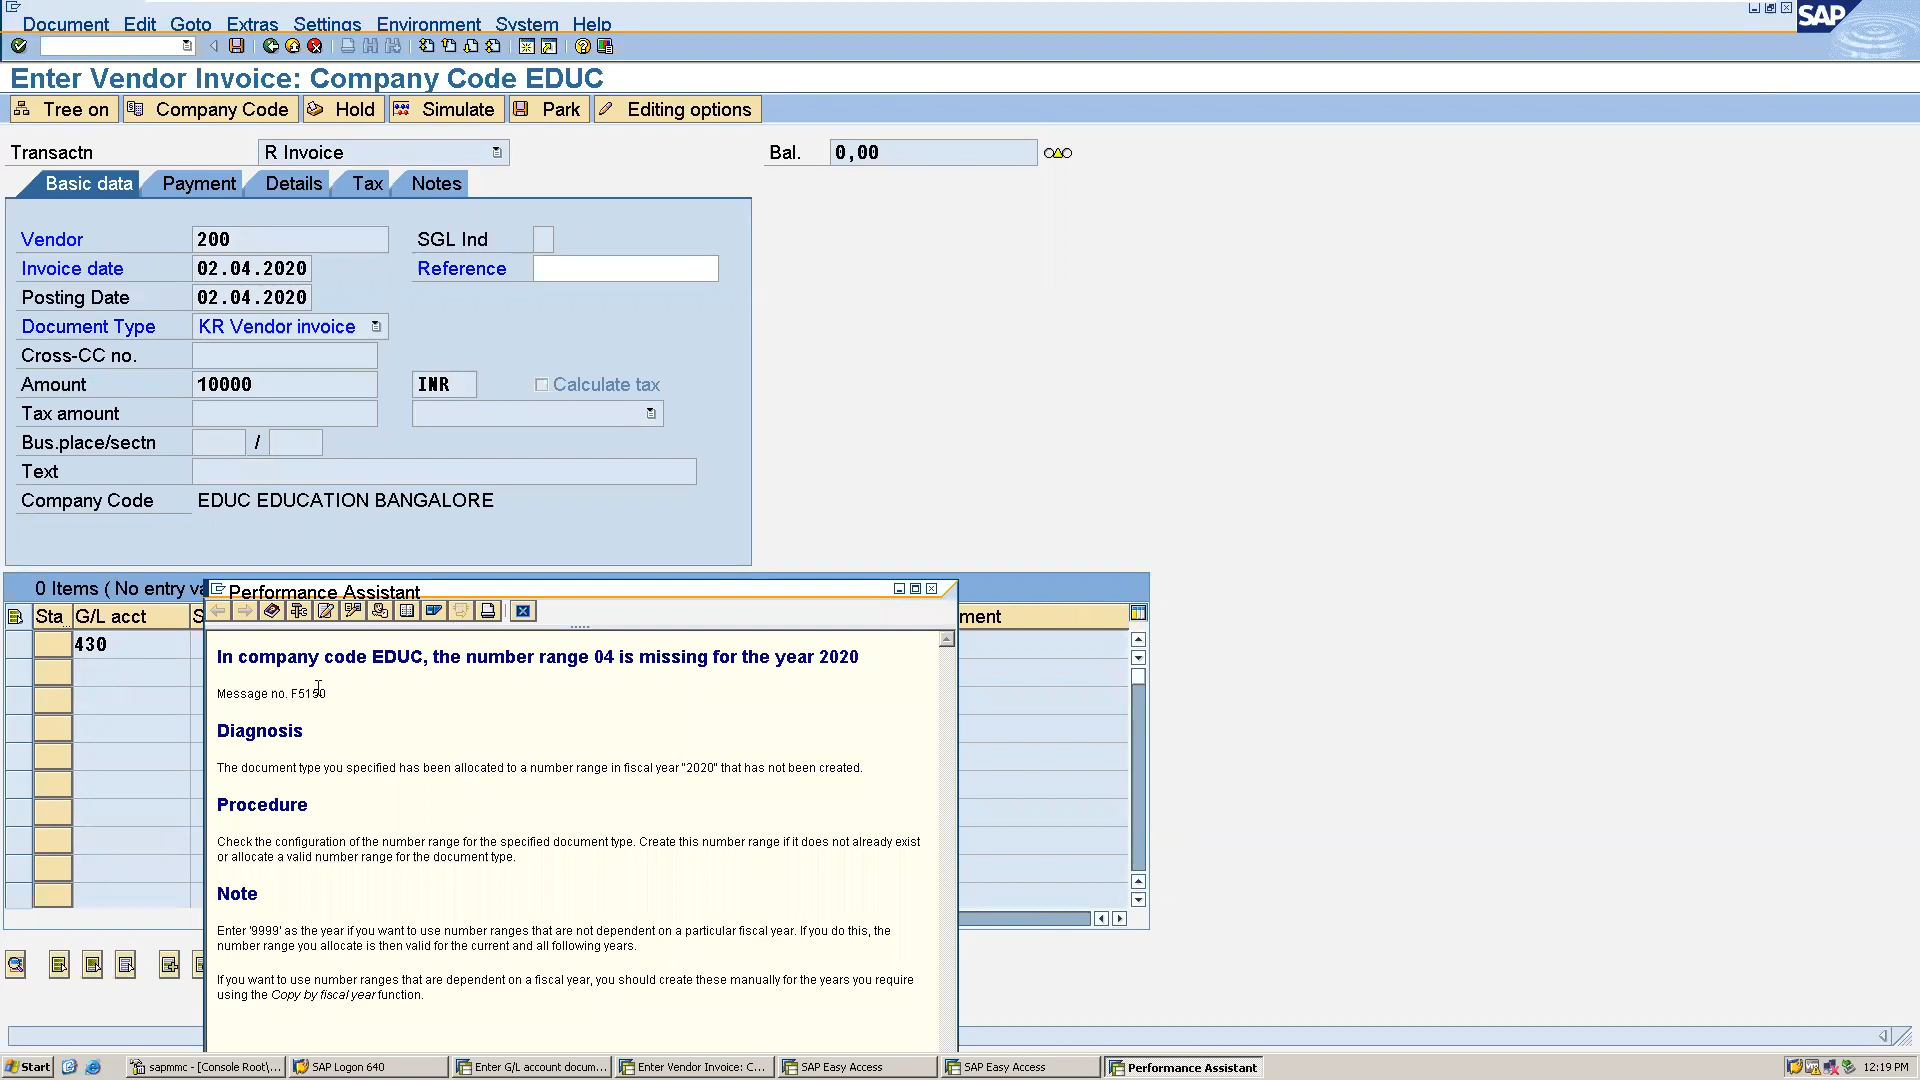 Document Edit Goto Extras Settings Environment System Help
SAP
Enter Vendor Invoice: Company Code EDUC
Tree on Company Code Hold Simulate Park Editing options
Transactn R Invoice Bal. 0,00
Basic data Payment Details Tax Notes
Vendor 200 SGL Ind
Invoice date 02.04.2020 Reference
Posting Date 02.04.2020
Document Type KR Vendor invoice
Cross-CC no.
Amount 10000 INR Calculate tax
Tax amount
Bus.place/sectn /
Text
Company Code EDUC EDUCATION BANGALORE
0 Items ( No entry va
Performance Assistant
Sta G/L acct S ment
430
In company code EDUC, the number range 04 is missing for the year 2020
Message no. F5150
Diagnosis
The document type you specified has been allocated to a number range in fiscal year "2020" that has not been created.
Procedure
Check the configuration of the number range for the specified document type. Create this number range if it does not already exist
or allocate a valid number range for the document type.
Note
Enter '9999' as the year if you want to use number ranges that are not dependent on a particular fiscal year. If you do this, the
number range you allocate is then valid for the current and all following years.
If you want to use number ranges that are dependent on a fiscal year, you should create these manually for the years you require
using the Copy by fiscal year function.
Start sapmmc - [Console Root\... SAP Logon 640 Enter G/L account docum... Enter Vendor Invoice: C... SAP Easy Access SAP Easy Access Performance Assistant 12:19 PM